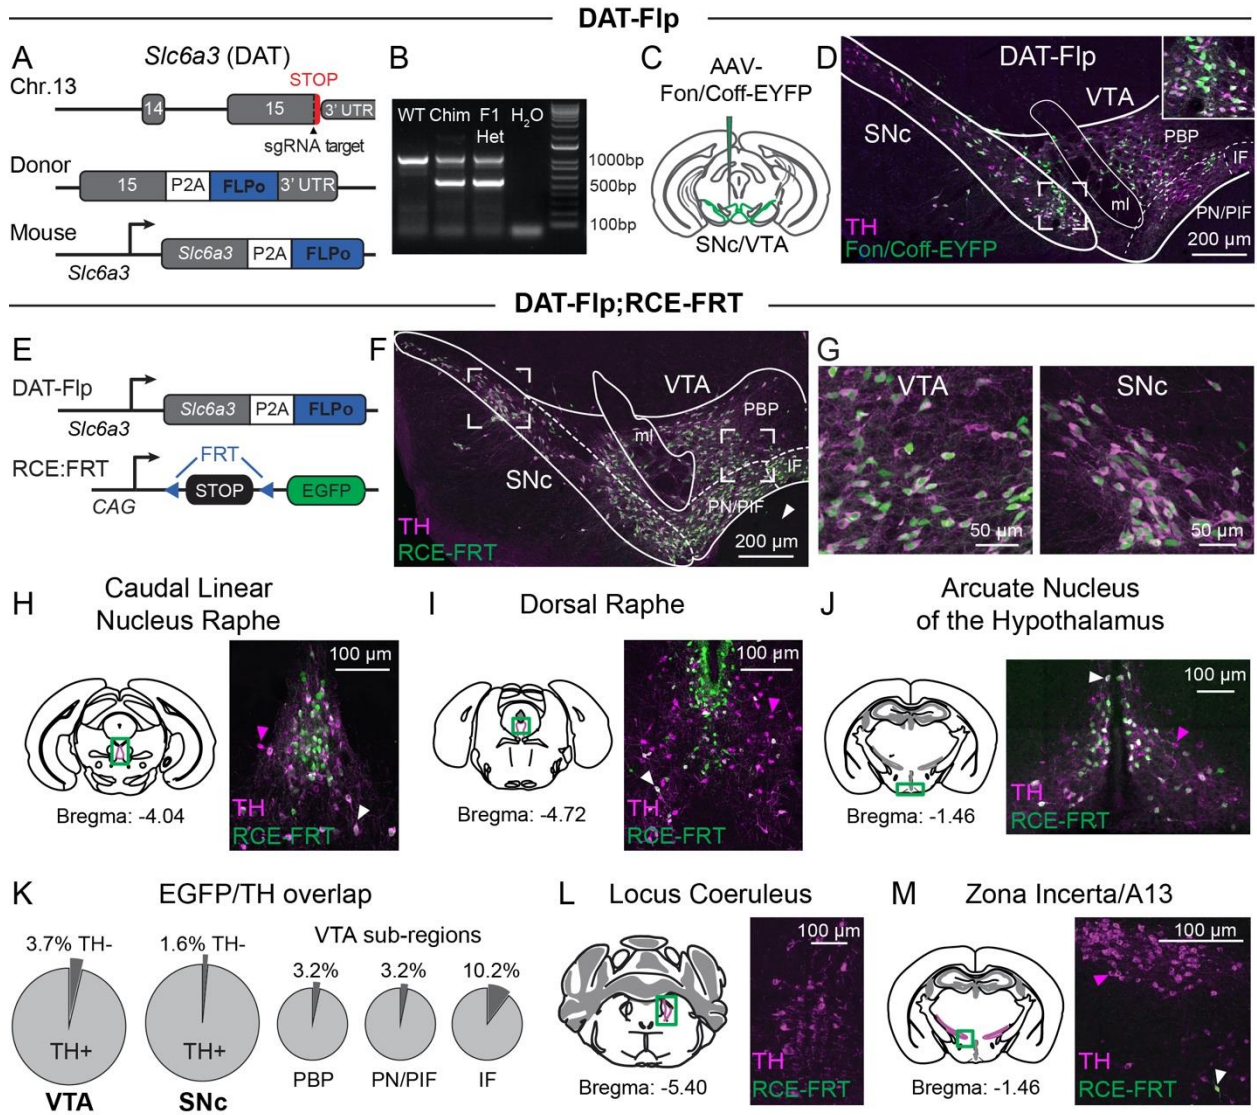 DAT-Flp
A
Slc6a3 (DAT)
Chr.13
STOP
14
15
3' UTR
sgRNA target
Donor
15
P2A
FLPo
3' UTR
Mouse
Slc6a3
Slc6a3
P2A
FLPo
B
WT
Chim
F1
Het
H₂O
1000bp
500bp
100bp
C
AAV-
Fon/Coff-EYFP
SNc/VTA
D
DAT-Flp
VTA
SNc
PBP
IF
ml
PN/PIF
TH
Fon/Coff-EYFP
200 µm
DAT-Flp;RCE-FRT
E
DAT-Flp
Slc6a3
Slc6a3
P2A
FLPo
RCE:FRT
FRT
CAG
STOP
EGFP
F
VTA
PBP
ml
SNc
IF
PN/PIF
TH
RCE-FRT
200 µm
G
VTA
50 µm
SNc
50 µm
H
Caudal Linear
Nucleus Raphe
100 µm
TH
RCE-FRT
Bregma: -4.04
I
Dorsal Raphe
100 µm
TH
RCE-FRT
Bregma: -4.72
J
Arcuate Nucleus
of the Hypothalamus
100 µm
TH
RCE-FRT
Bregma: -1.46
K
EGFP/TH overlap
3.7% TH-
TH+
VTA
1.6% TH-
TH+
SNc
VTA sub-regions
3.2%
PBP
3.2%
PN/PIF
10.2%
IF
L
Locus Coeruleus
100 µm
TH
RCE-FRT
Bregma: -5.40
M
Zona Incerta/A13
100 µm
TH
RCE-FRT
Bregma: -1.46